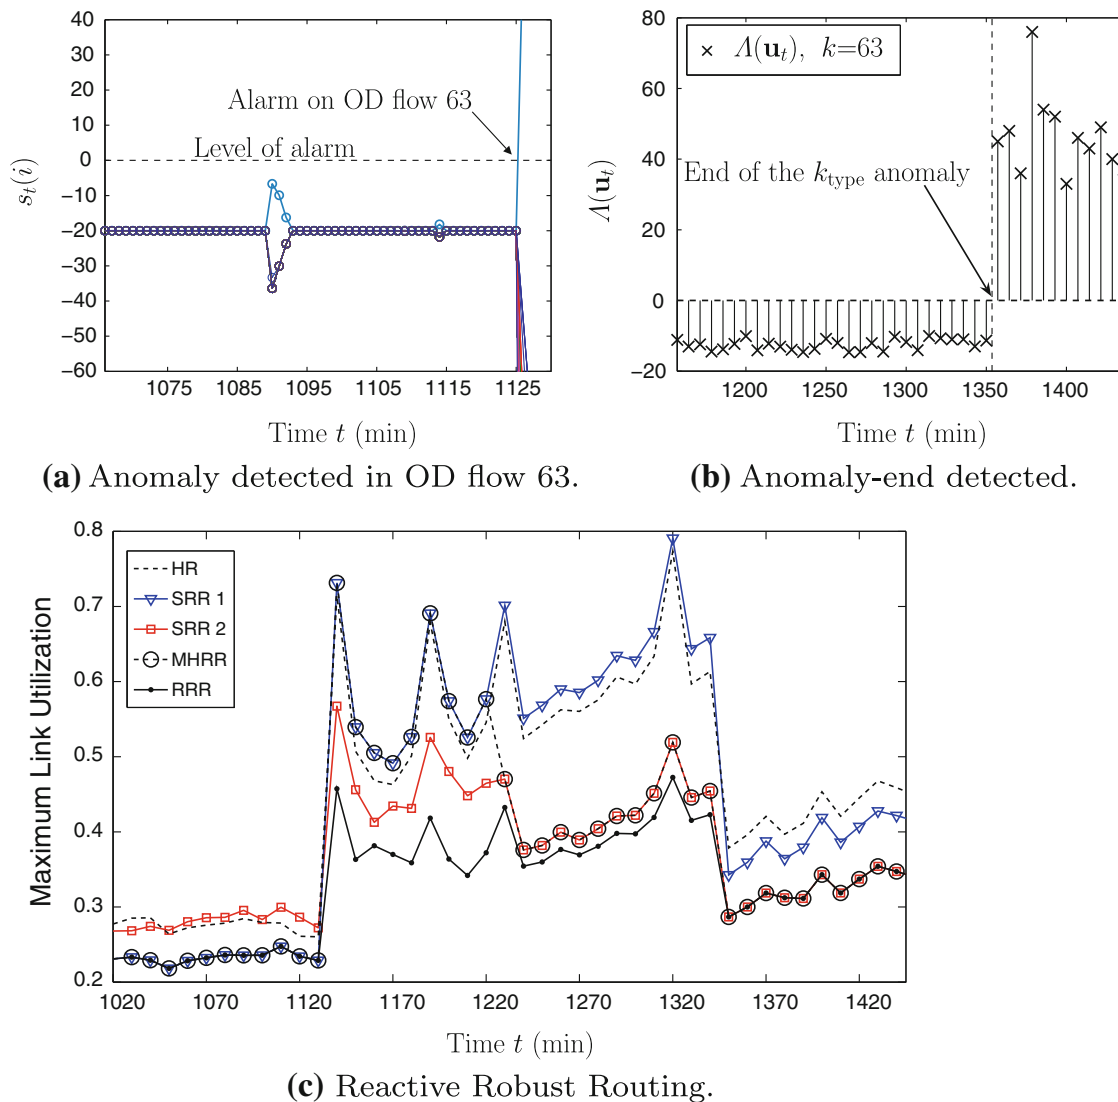 40
30
20
10
0
−10
−20
−30
−40
−50
−60
s_t(i)
Alarm on OD flow 63
Level of alarm
1075 1085 1095 1105 1115 1125
Time t (min)
(a) Anomaly detected in OD flow 63.
80
60
40
20
0
−20
Λ(u_t)
Λ(u_t), k=63
End of the k_type anomaly
1200 1250 1300 1350 1400
Time t (min)
(b) Anomaly-end detected.
0.8
0.7
0.6
0.5
0.4
0.3
0.2
Maximum Link Utilization
HR
SRR 1
SRR 2
MHRR
RRR
1020 1070 1120 1170 1220 1270 1320 1370 1420
Time t (min)
(c) Reactive Robust Routing.